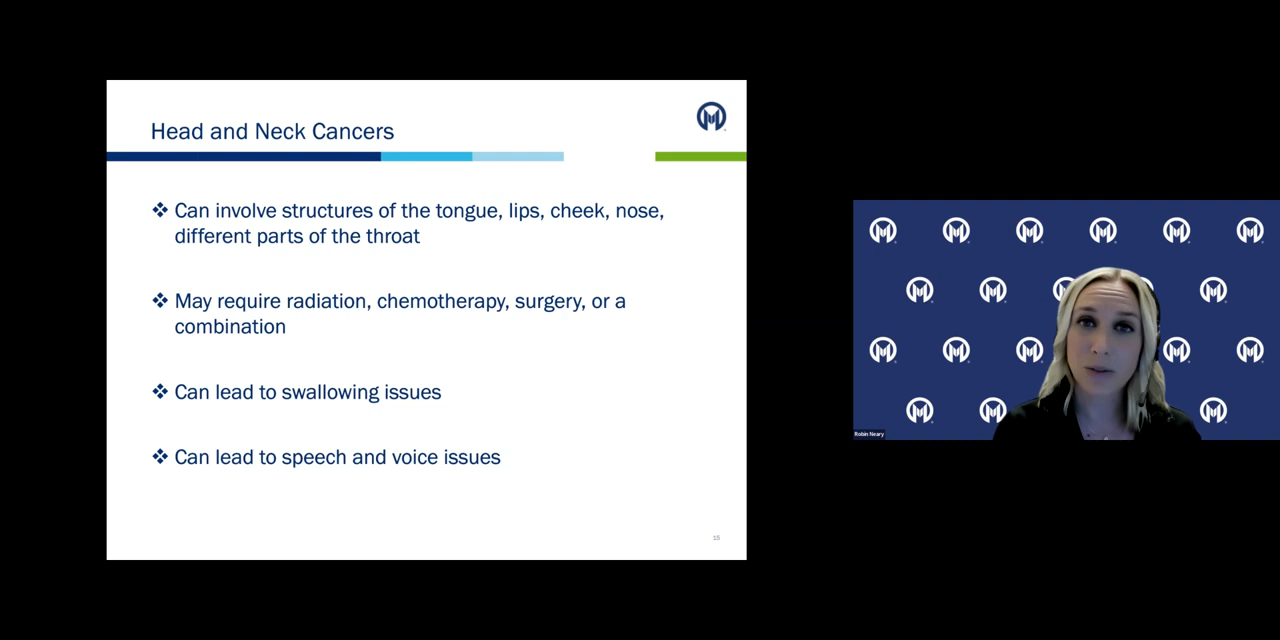 Head and Neck Cancers
❖ Can involve structures of the tongue, lips, cheek, nose,
different parts of the throat
❖ May require radiation, chemotherapy, surgery, or a
combination
❖ Can lead to swallowing issues
❖ Can lead to speech and voice issues
15
Robin Neary